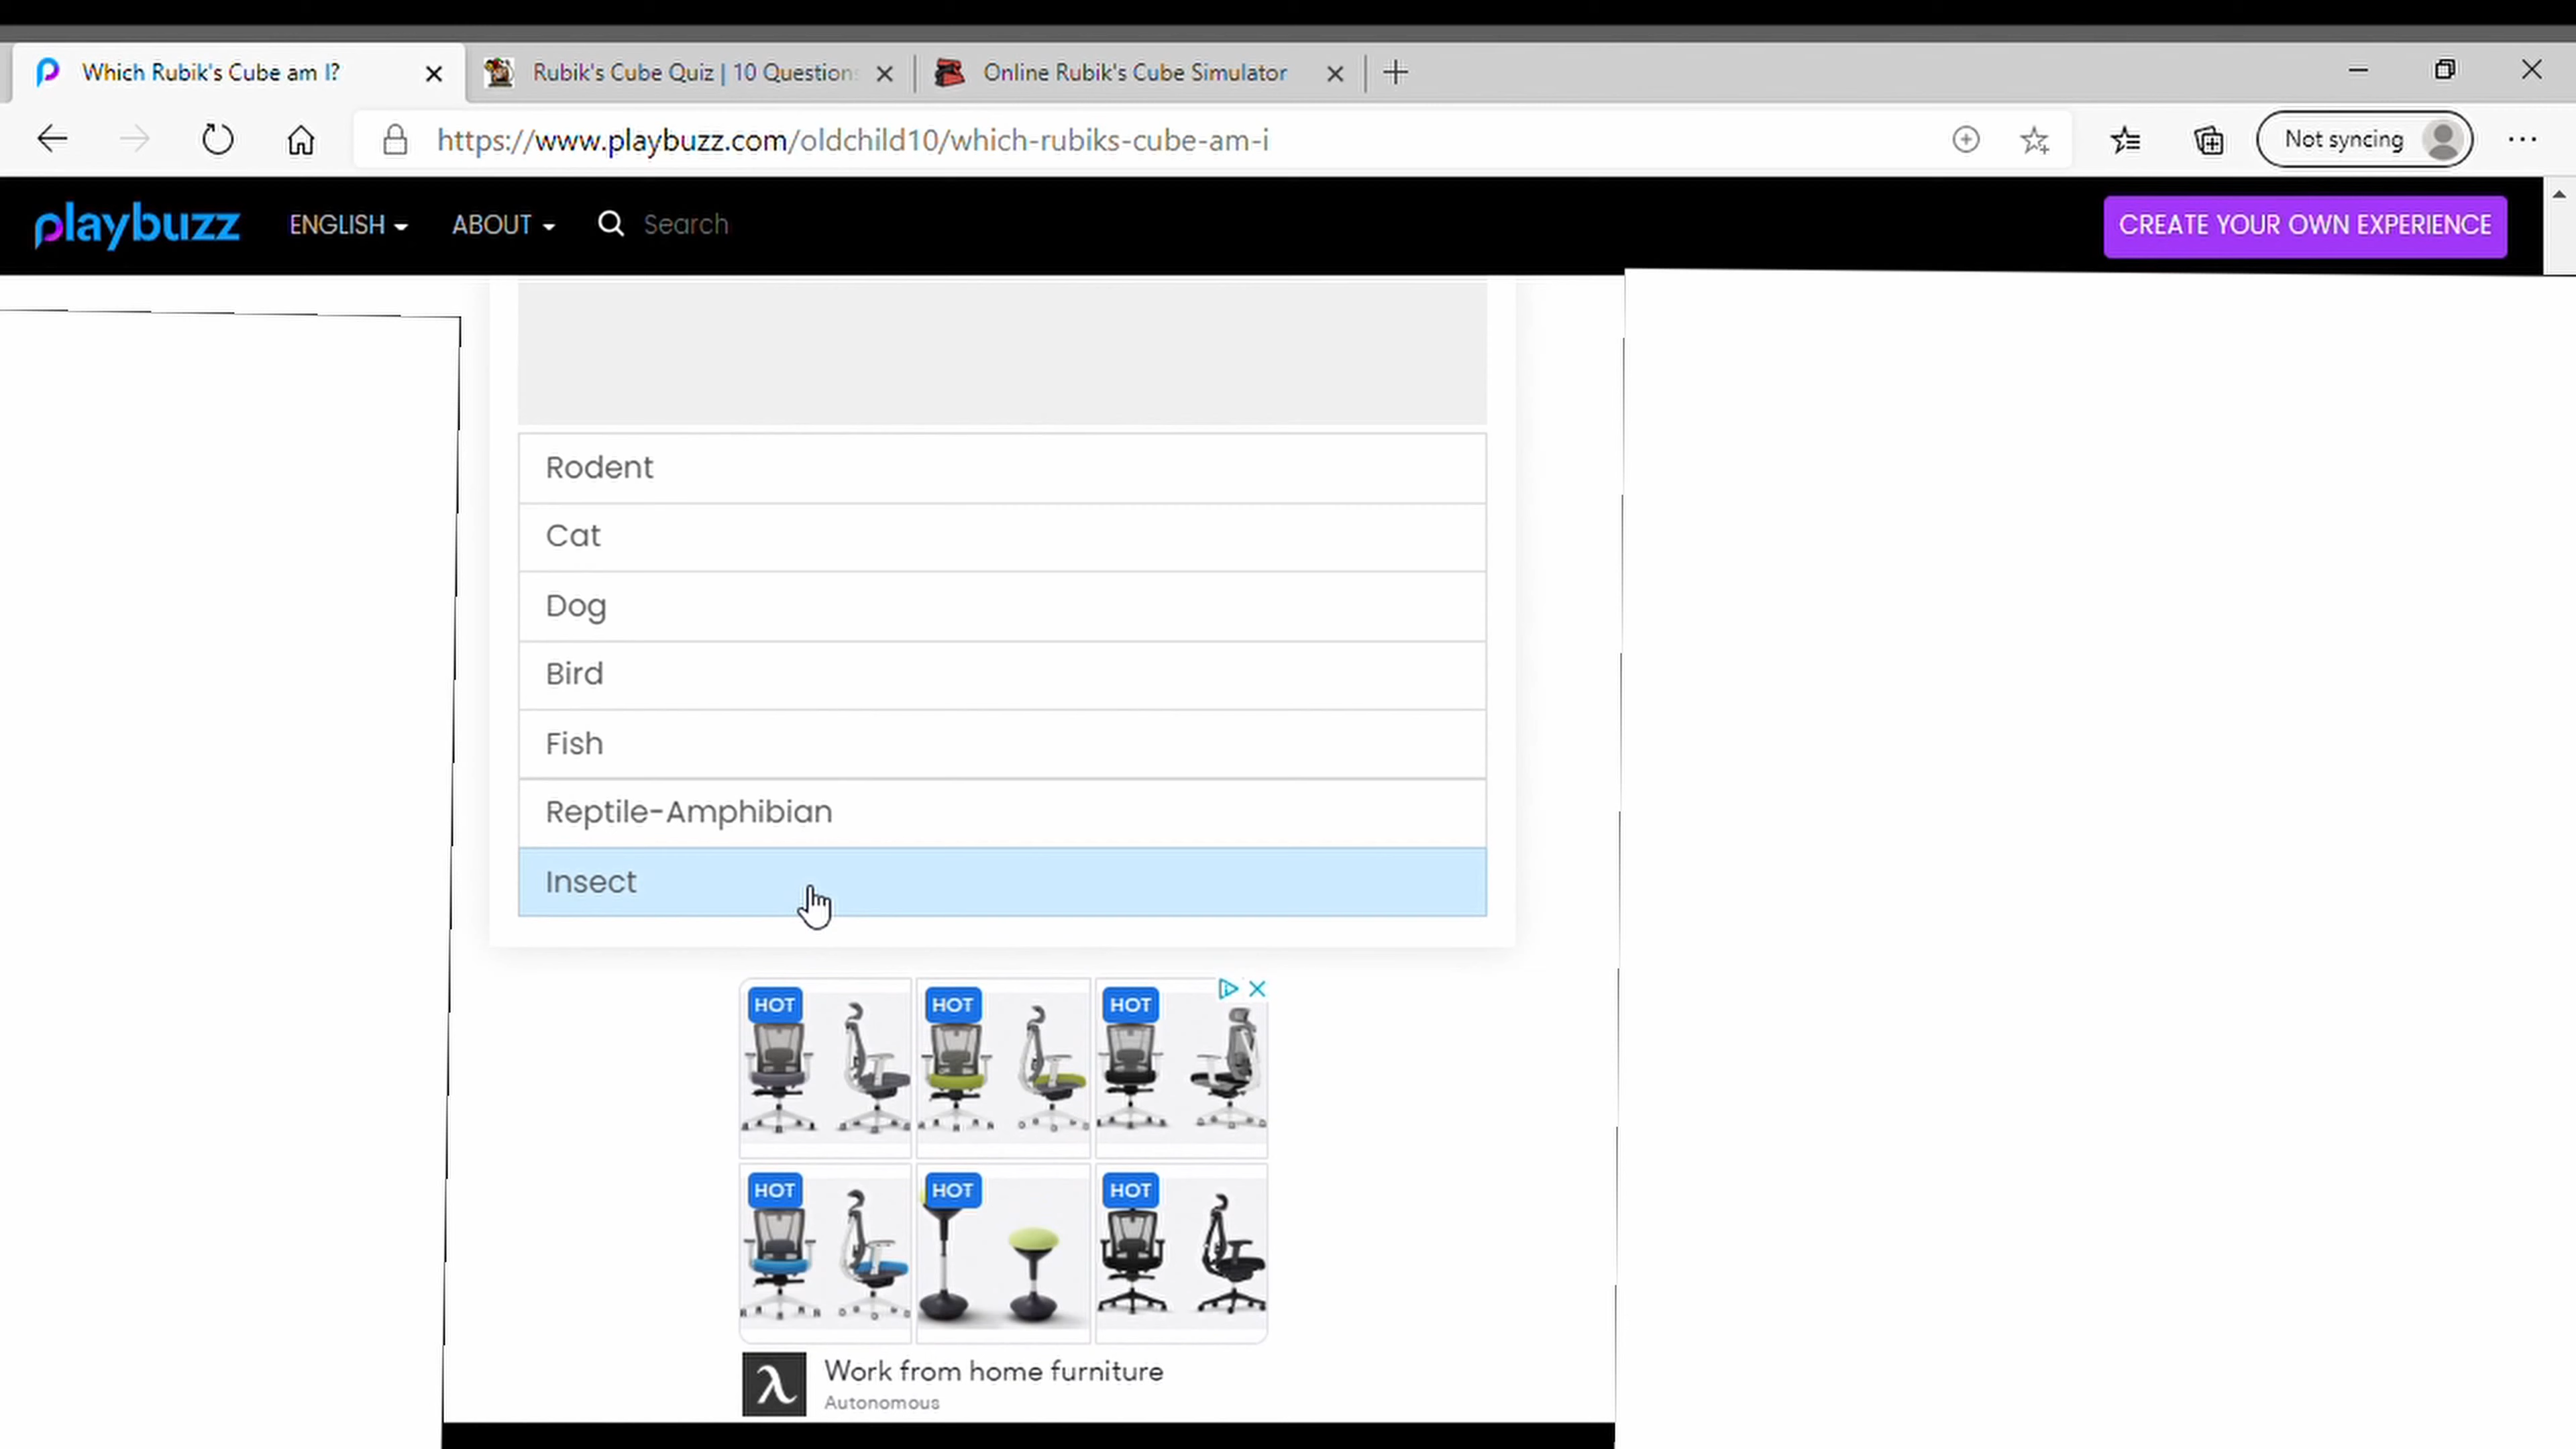 Which Rubik's Cube am I?
Rubik's Cube Quiz | 10 Questions
Online Rubik's Cube Simulator
https://www.playbuzz.com/oldchild10/which-rubiks-cube-am-i
Not syncing
playbuzz
ENGLISH
ABOUT
Search
CREATE YOUR OWN EXPERIENCE
Rodent
Cat
Dog
Bird
Fish
Reptile-Amphibian
Insect
HOT
HOT
HOT
HOT
HOT
HOT
Work from home furniture
Autonomous